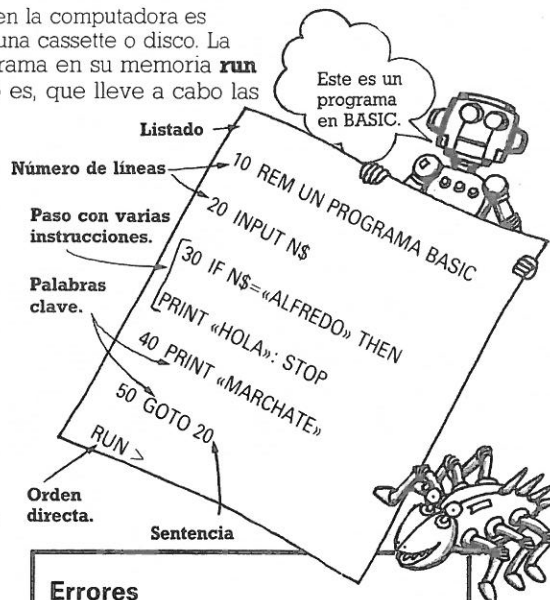 en la computadora es
una cassette o disco. La
rama en su memoria run
es, que lleve a cabo las
Este es un
programa
en BASIC.
Listado
Número de líneas
Paso con varias
instrucciones.
Palabras
clave.
10 REM UN PROGRAMA BASIC
20 INPUT N$
30 IF N$=«ALFREDO» THEN
PRINT «HOLA»: STOP
40 PRINT «MARCHATE»
50 GOTO 20
RUN >
Orden
directa.
Sentencia
Errores